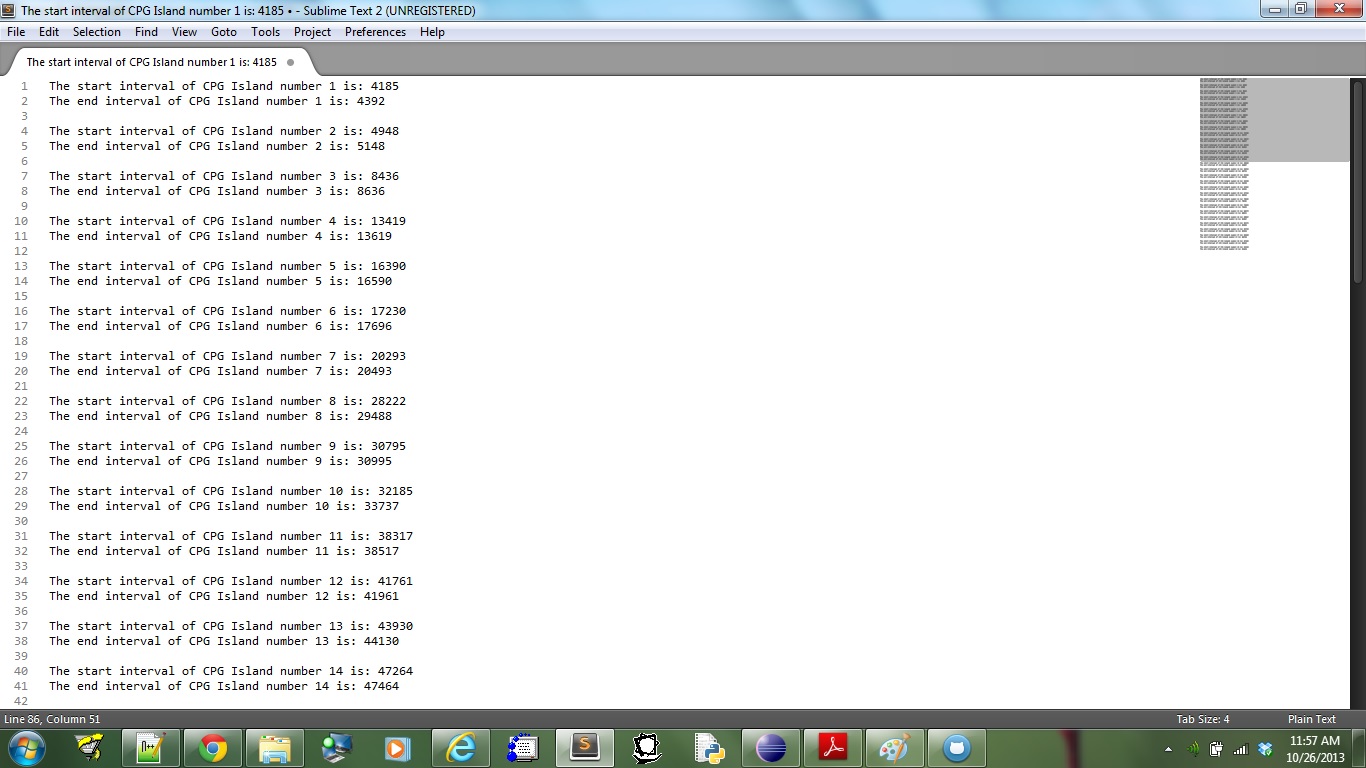 The start interval of CPG Island number 1 is: 4185 • - Sublime Text 2 (UNREGISTERED)
File Edit Selection Find View Goto Tools Project Preferences Help
The start interval of CPG Island number 1 is: 4185
1 The start interval of CPG Island number 1 is: 4185
2 The end interval of CPG Island number 1 is: 4392
3
4 The start interval of CPG Island number 2 is: 4948
5 The end interval of CPG Island number 2 is: 5148
6
7 The start interval of CPG Island number 3 is: 8436
8 The end interval of CPG Island number 3 is: 8636
9
10 The start interval of CPG Island number 4 is: 13419
11 The end interval of CPG Island number 4 is: 13619
12
13 The start interval of CPG Island number 5 is: 16390
14 The end interval of CPG Island number 5 is: 16590
15
16 The start interval of CPG Island number 6 is: 17230
17 The end interval of CPG Island number 6 is: 17696
18
19 The start interval of CPG Island number 7 is: 20293
20 The end interval of CPG Island number 7 is: 20493
21
22 The start interval of CPG Island number 8 is: 28222
23 The end interval of CPG Island number 8 is: 29488
24
25 The start interval of CPG Island number 9 is: 30795
26 The end interval of CPG Island number 9 is: 30995
27
28 The start interval of CPG Island number 10 is: 32185
29 The end interval of CPG Island number 10 is: 33737
30
31 The start interval of CPG Island number 11 is: 38317
32 The end interval of CPG Island number 11 is: 38517
33
34 The start interval of CPG Island number 12 is: 41761
35 The end interval of CPG Island number 12 is: 41961
36
37 The start interval of CPG Island number 13 is: 43930
38 The end interval of CPG Island number 13 is: 44130
39
40 The start interval of CPG Island number 14 is: 47264
41 The end interval of CPG Island number 14 is: 47464
42
Line 86, Column 51 Tab Size: 4 Plain Text
11:57 AM
10/26/2013